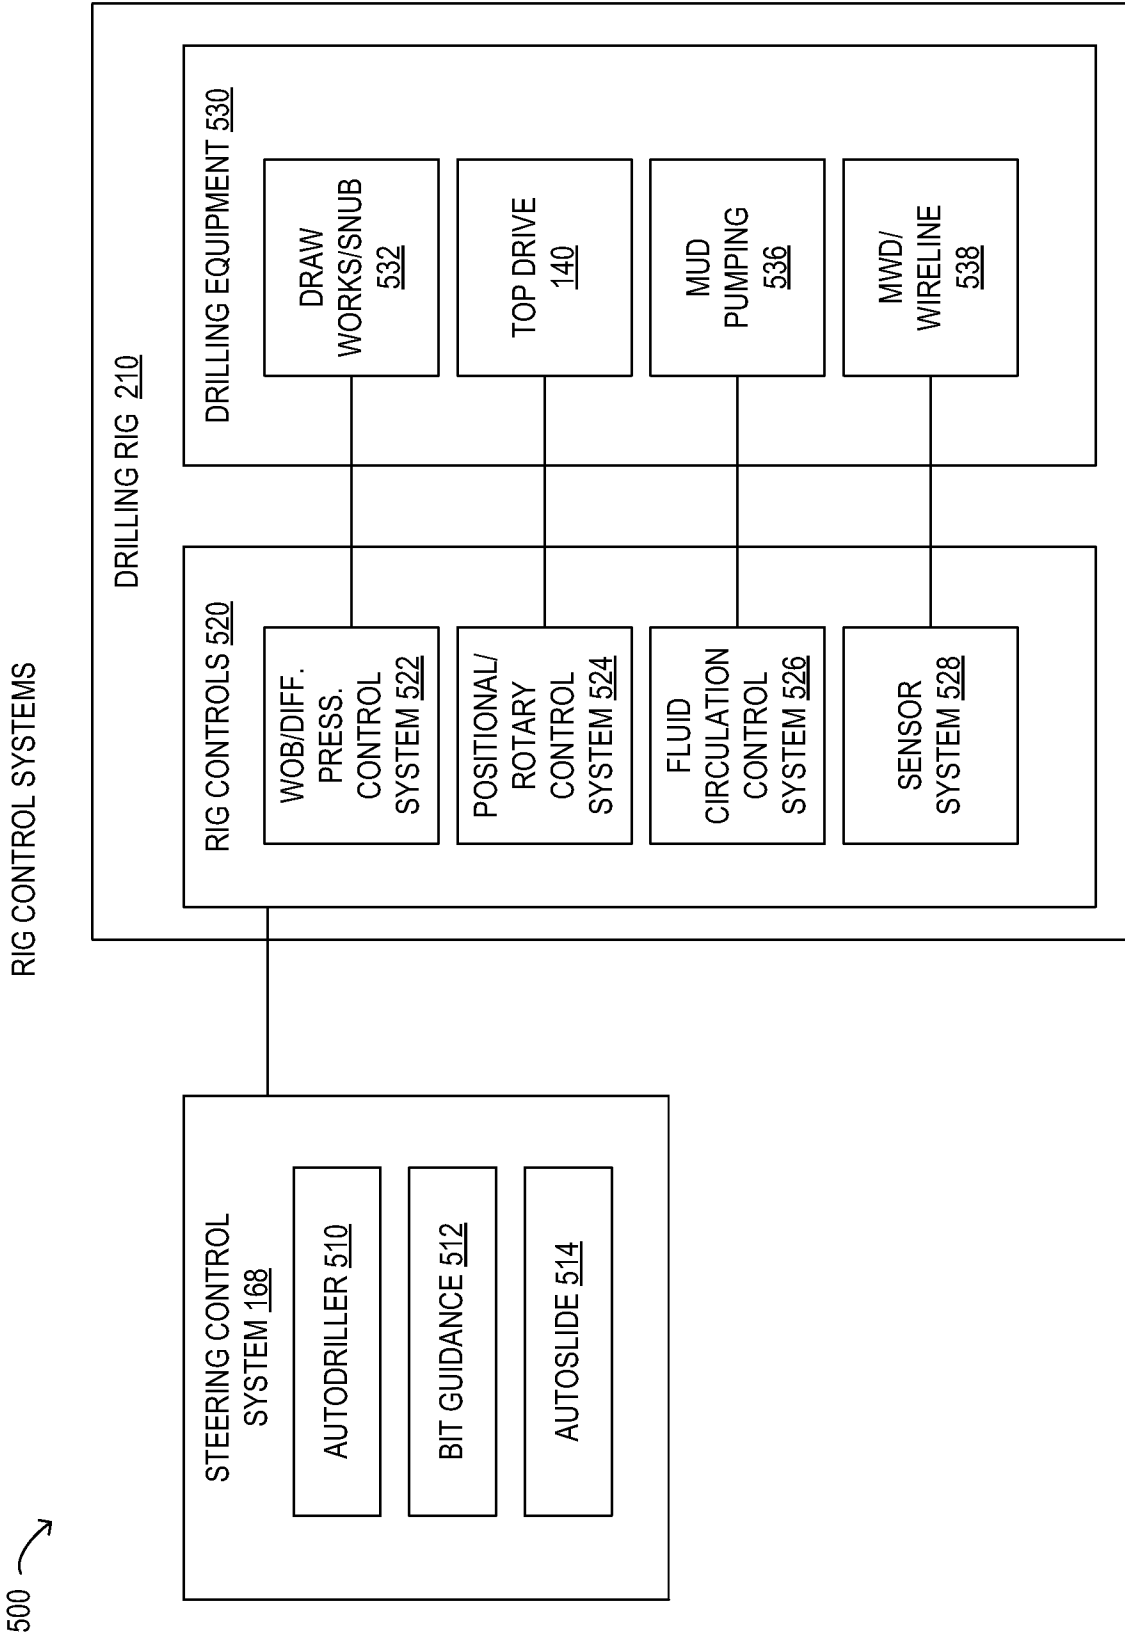 500
RIG CONTROL SYSTEMS
STEERING CONTROL
SYSTEM 168
AUTODRILLER 510
BIT GUIDANCE 512
AUTOSLIDE 514
DRILLING RIG 210
RIG CONTROLS 520
WOB/DIFF.
PRESS.
CONTROL
SYSTEM 522
POSITIONAL/
ROTARY
CONTROL
SYSTEM 524
FLUID
CIRCULATION
CONTROL
SYSTEM 526
SENSOR
SYSTEM 528
DRILLING EQUIPMENT 530
DRAW
WORKS/SNUB
532
TOP DRIVE
140
MUD
PUMPING
536
MWD/
WIRELINE
538